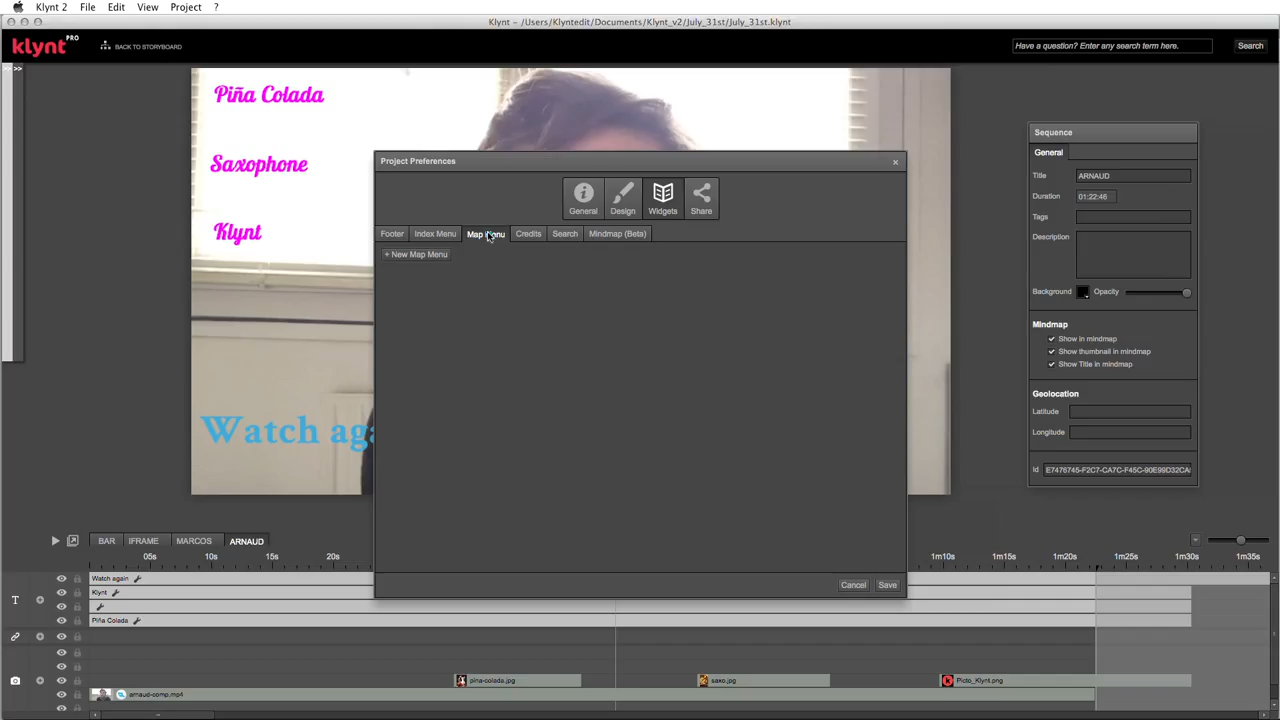 Klynt 2 File Edit View Project ?
Klynt - /Users/Klyntedit/Documents/Klynt_v2/July_31st/July_31st.klynt
klynt PRO
BACK TO STORYBOARD
Have a question? Enter any search term here.
Search
>> >>
Piña Colada
Saxophone
Klynt
Watch aga
Project Preferences
General Design Widgets Share
Footer Index Menu Map Menu Credits Search Mindmap (Beta)
+ New Map Menu
Cancel Save
Sequence
General
Title ARNAUD
Duration 01:22:46
Tags
Description
Background Opacity
Mindmap
Show in mindmap
Show thumbnail in mindmap
Show Title in mindmap
Geolocation
Latitude
Longitude
Id E7476745-F2C7-CA7C-F45C-90E99D32CA
BAR IFRAME MARCOS ARNAUD
05s 10s 15s 20s 1m10s 1m15s 1m20s 1m25s 1m30s 1m35s
Watch again
Klynt
T
Piña Colada
pina-colada.jpg saxo.jpg Picto_Klynt.png
arnaud-comp.mp4